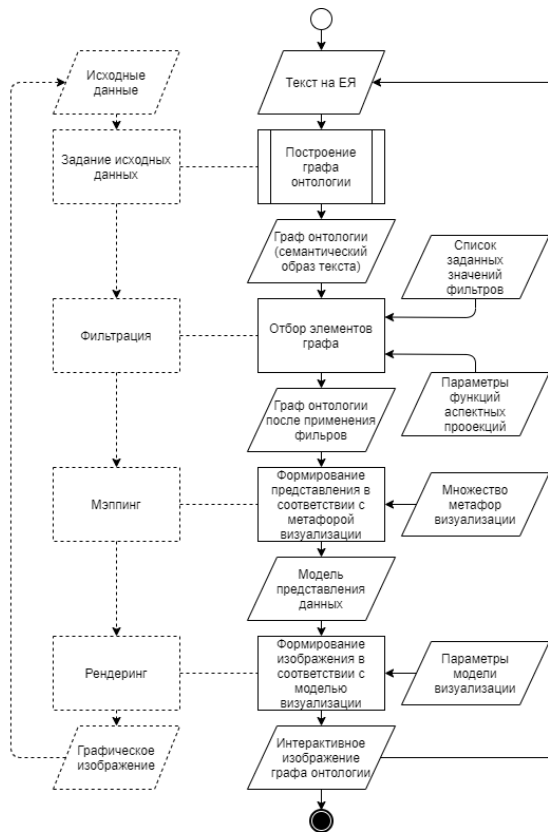 Исходные
данные
Текст на ЕЯ
Задание исходных
данных
Построение
графа
онтологии
Граф онтологии
(семантический
образ текста)
Список
заданных
значений
фильтров
Фильтрация
Отбор элементов
графа
Граф онтологии
после применения
фильров
Параметры
функций
аспектных
прооекций
Мэппинг
Формирование
представления в
соответствии с
метафорой
визуализации
Множество
метафор
визуализации
Модель
представления
данных
Рендеринг
Формирование
изображения в
соответствии с
моделью
визуализации
Параметры
модели
визуализации
Графическое
изображение
Интерактивное
изображение
графа онтологии